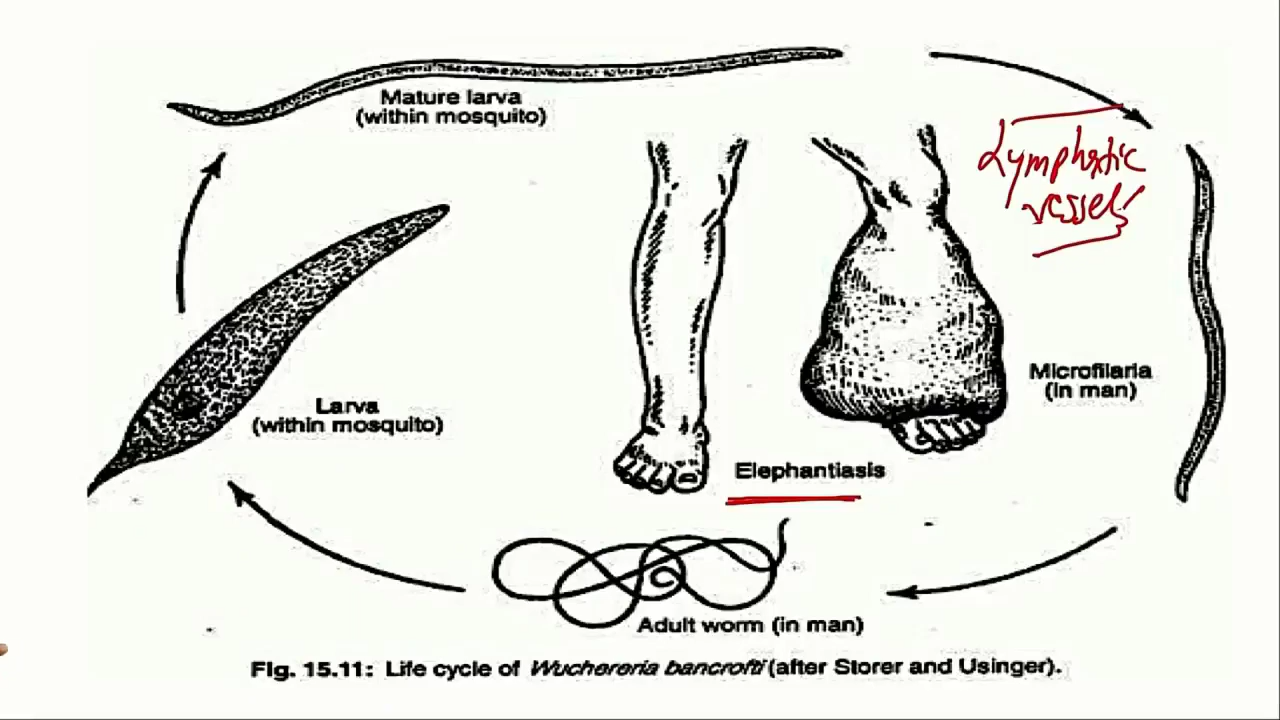 Mature larva
(within mosquito)
Lymphatic
vessels
Microfilaria
(in man)
Larva
(within mosquito)
Elephantiasis
Adult worm (in man)
Fig. 15.11: Life cycle of Wuchereria bancrofti (after Storer and Usinger).